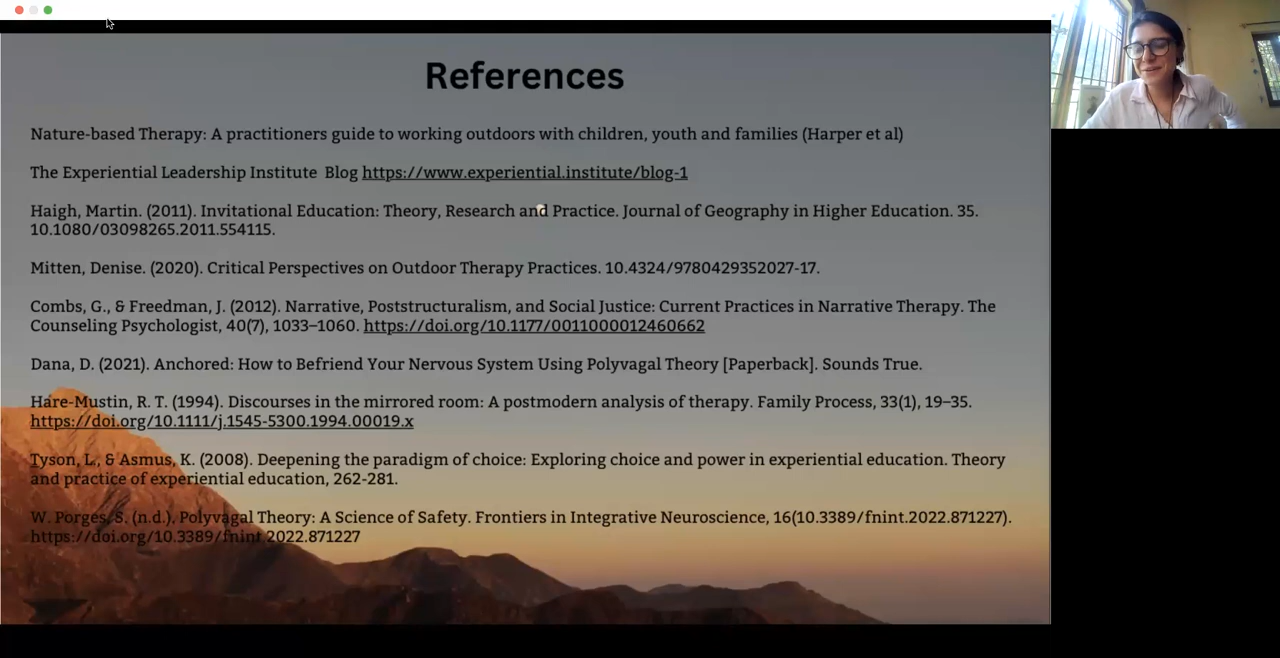 References
Nature-based Therapy: A practitioners guide to working outdoors with children, youth and families (Harper et al)
The Experiential Leadership Institute  Blog https://www.experiential.institute/blog-1
Haigh, Martin. (2011). Invitational Education: Theory, Research and Practice. Journal of Geography in Higher Education. 35.
10.1080/03098265.2011.554115.
Mitten, Denise. (2020). Critical Perspectives on Outdoor Therapy Practices. 10.4324/9780429352027-17.
Combs, G., & Freedman, J. (2012). Narrative, Poststructuralism, and Social Justice: Current Practices in Narrative Therapy. The
Counseling Psychologist, 40(7), 1033–1060. https://doi.org/10.1177/0011000012460662
Dana, D. (2021). Anchored: How to Befriend Your Nervous System Using Polyvagal Theory [Paperback]. Sounds True.
Hare-Mustin, R. T. (1994). Discourses in the mirrored room: A postmodern analysis of therapy. Family Process, 33(1), 19–35.
https://doi.org/10.1111/j.1545-5300.1994.00019.x
Tyson, L., & Asmus, K. (2008). Deepening the paradigm of choice: Exploring choice and power in experiential education. Theory
and practice of experiential education, 262-281.
W. Porges, S. (n.d.). Polyvagal Theory: A Science of Safety. Frontiers in Integrative Neuroscience, 16(10.3389/fnint.2022.871227).
https://doi.org/10.3389/fnint.2022.871227